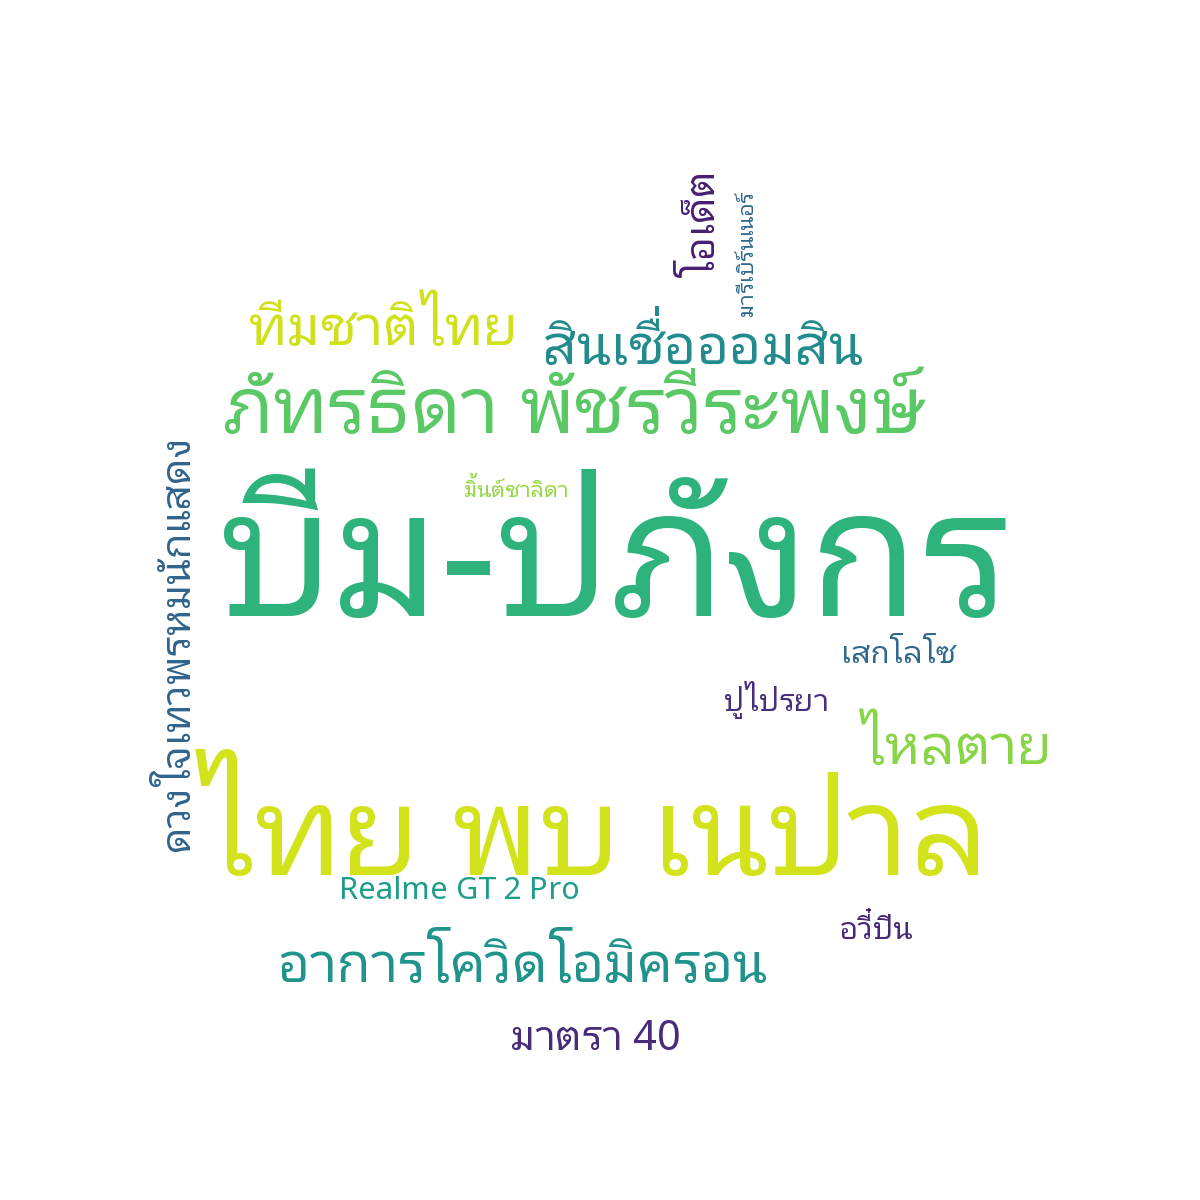 โอเด็ต
มารีเบิร์นเนอร์
ทีมชาติไทย
สินเชื่อออมสิน
ภัทรธิดา พัชรวีระพงษ์
มิ้นต์ชาลิดา
บีม-ปภังกร
ดวงใจเทวพรหมนักแสดง
เสกโลโซ
ปูไปรยา
ไหลตาย
ไทย พบ เนปาล
Realme GT 2 Pro
อวี๋ปีน
อาการโควิดโอมิครอน
มาตรา 40